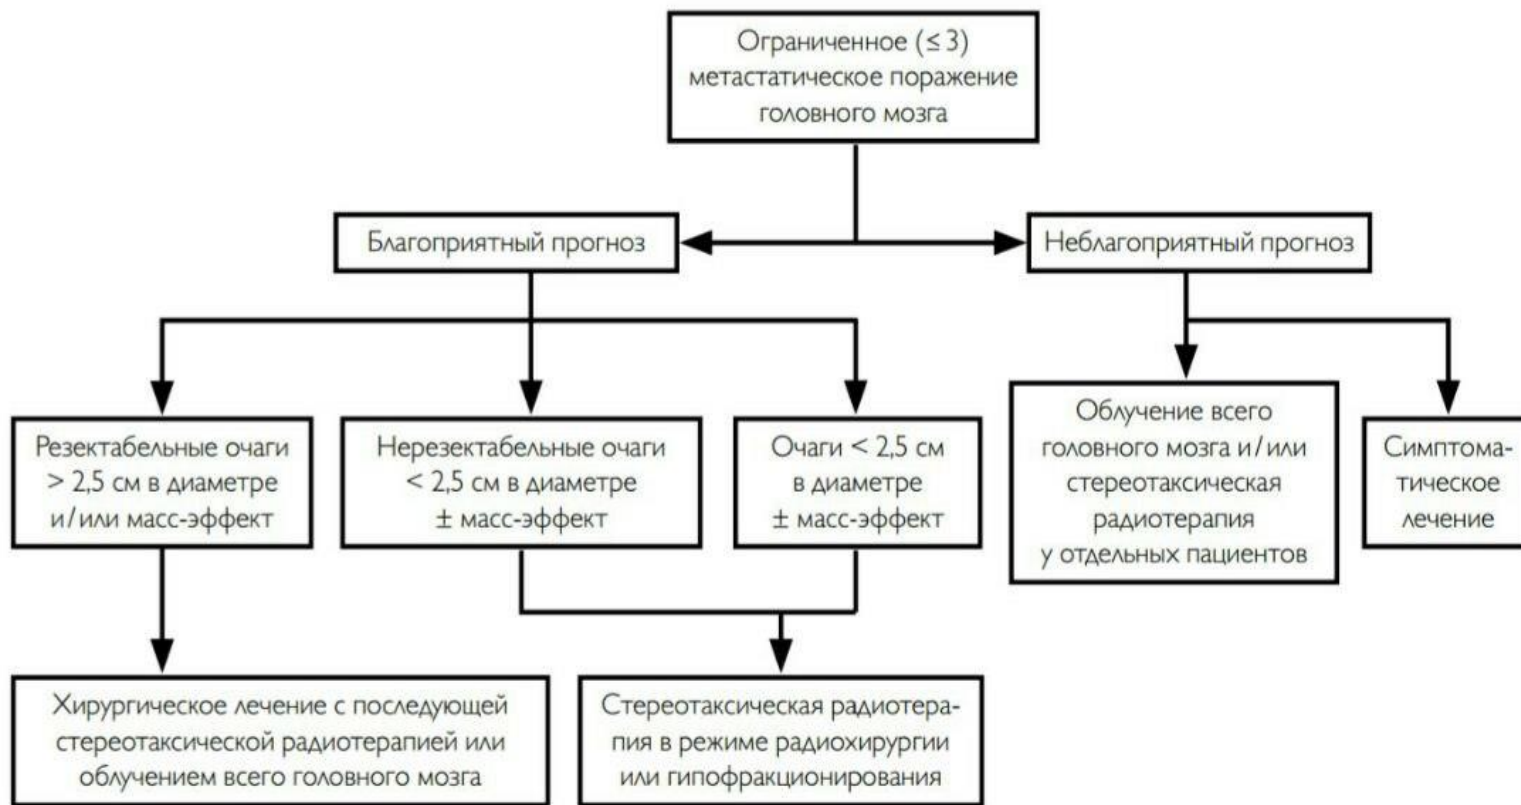 Ограниченное (≤ 3)
метастатическое поражение
головного мозга
Благоприятный прогноз
Неблагоприятный прогноз
Резектабельные очаги
> 2,5 см в диаметре
и/или масс-эффект
Нерезектабельные очаги
< 2,5 см в диаметре
± масс-эффект
Очаги < 2,5 см
в диаметре
± масс-эффект
Облучение всего
головного мозга и/или
стереотаксическая
радиотерапия
у отдельных пациентов
Симптома-
тическое
лечение
Хирургическое лечение с последующей
стереотаксической радиотерапией или
облучением всего головного мозга
Стереотаксическая радиотера-
пия в режиме радиохирургии
или гипофракционирования